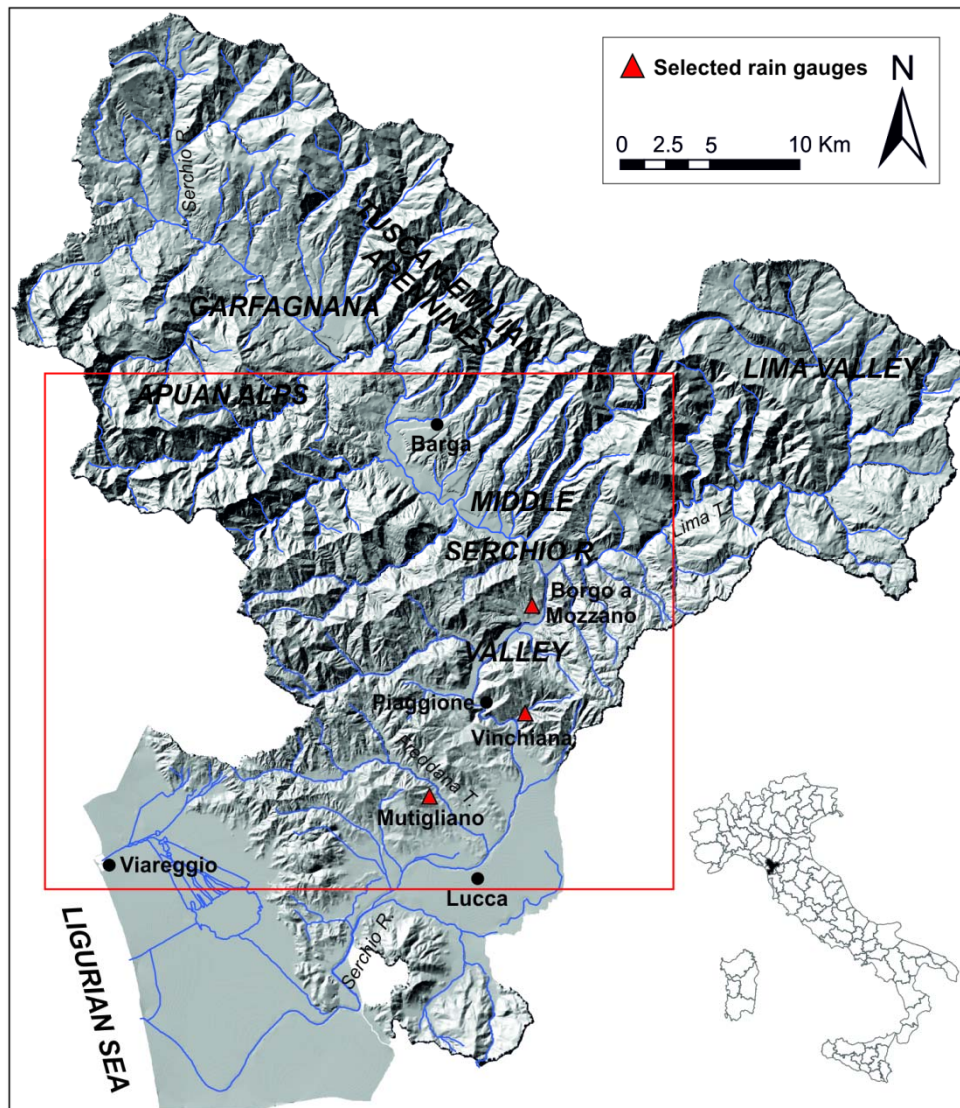 Selected rain gauges
N
0 2.5 5 10 Km
Serchio R.
TUSCAN-EMILIAN
APENNINES
GARFAGNANA
LIMA VALLEY
APUAN ALPS
Barga
MIDDLE
Lima T.
SERCHIO R.
Borgo a
Mozzano
VALLEY
Piaggione
Vinchiana
Freddana T.
Mutigliano
Viareggio
Lucca
LIGURIAN SEA
Serchio R.